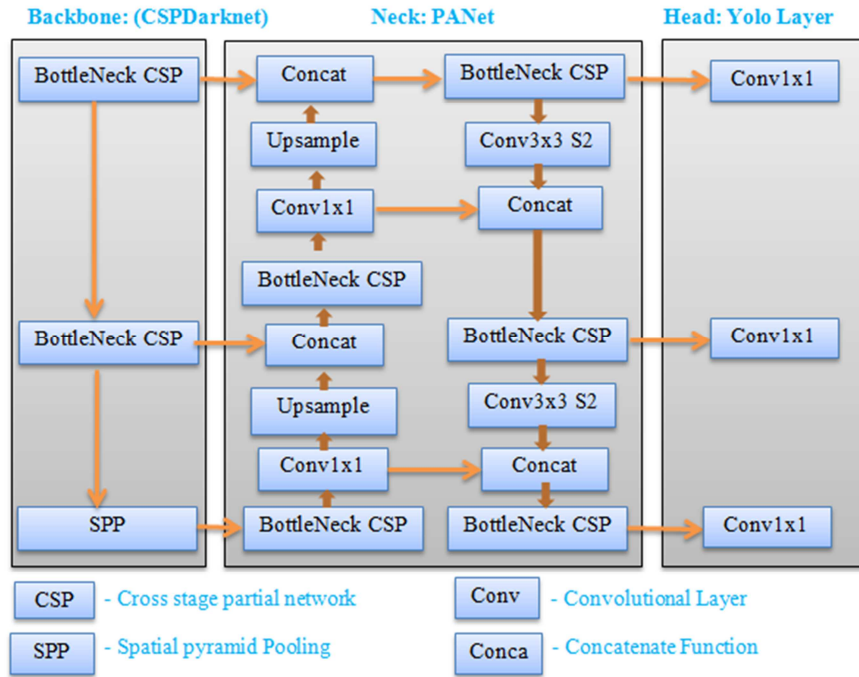 Backbone: (CSPDarknet)
Neck: PANet
Head: Yolo Layer
BottleNeck CSP
Concat
BottleNeck CSP
Conv1x1
Upsample
Conv3x3 S2
Conv1x1
Concat
BottleNeck CSP
BottleNeck CSP
Concat
BottleNeck CSP
Conv1x1
Upsample
Conv3x3 S2
Conv1x1
Concat
SPP
BottleNeck CSP
BottleNeck CSP
Conv1x1
CSP - Cross stage partial network
Conv - Convolutional Layer
SPP - Spatial pyramid Pooling
Conca - Concatenate Function